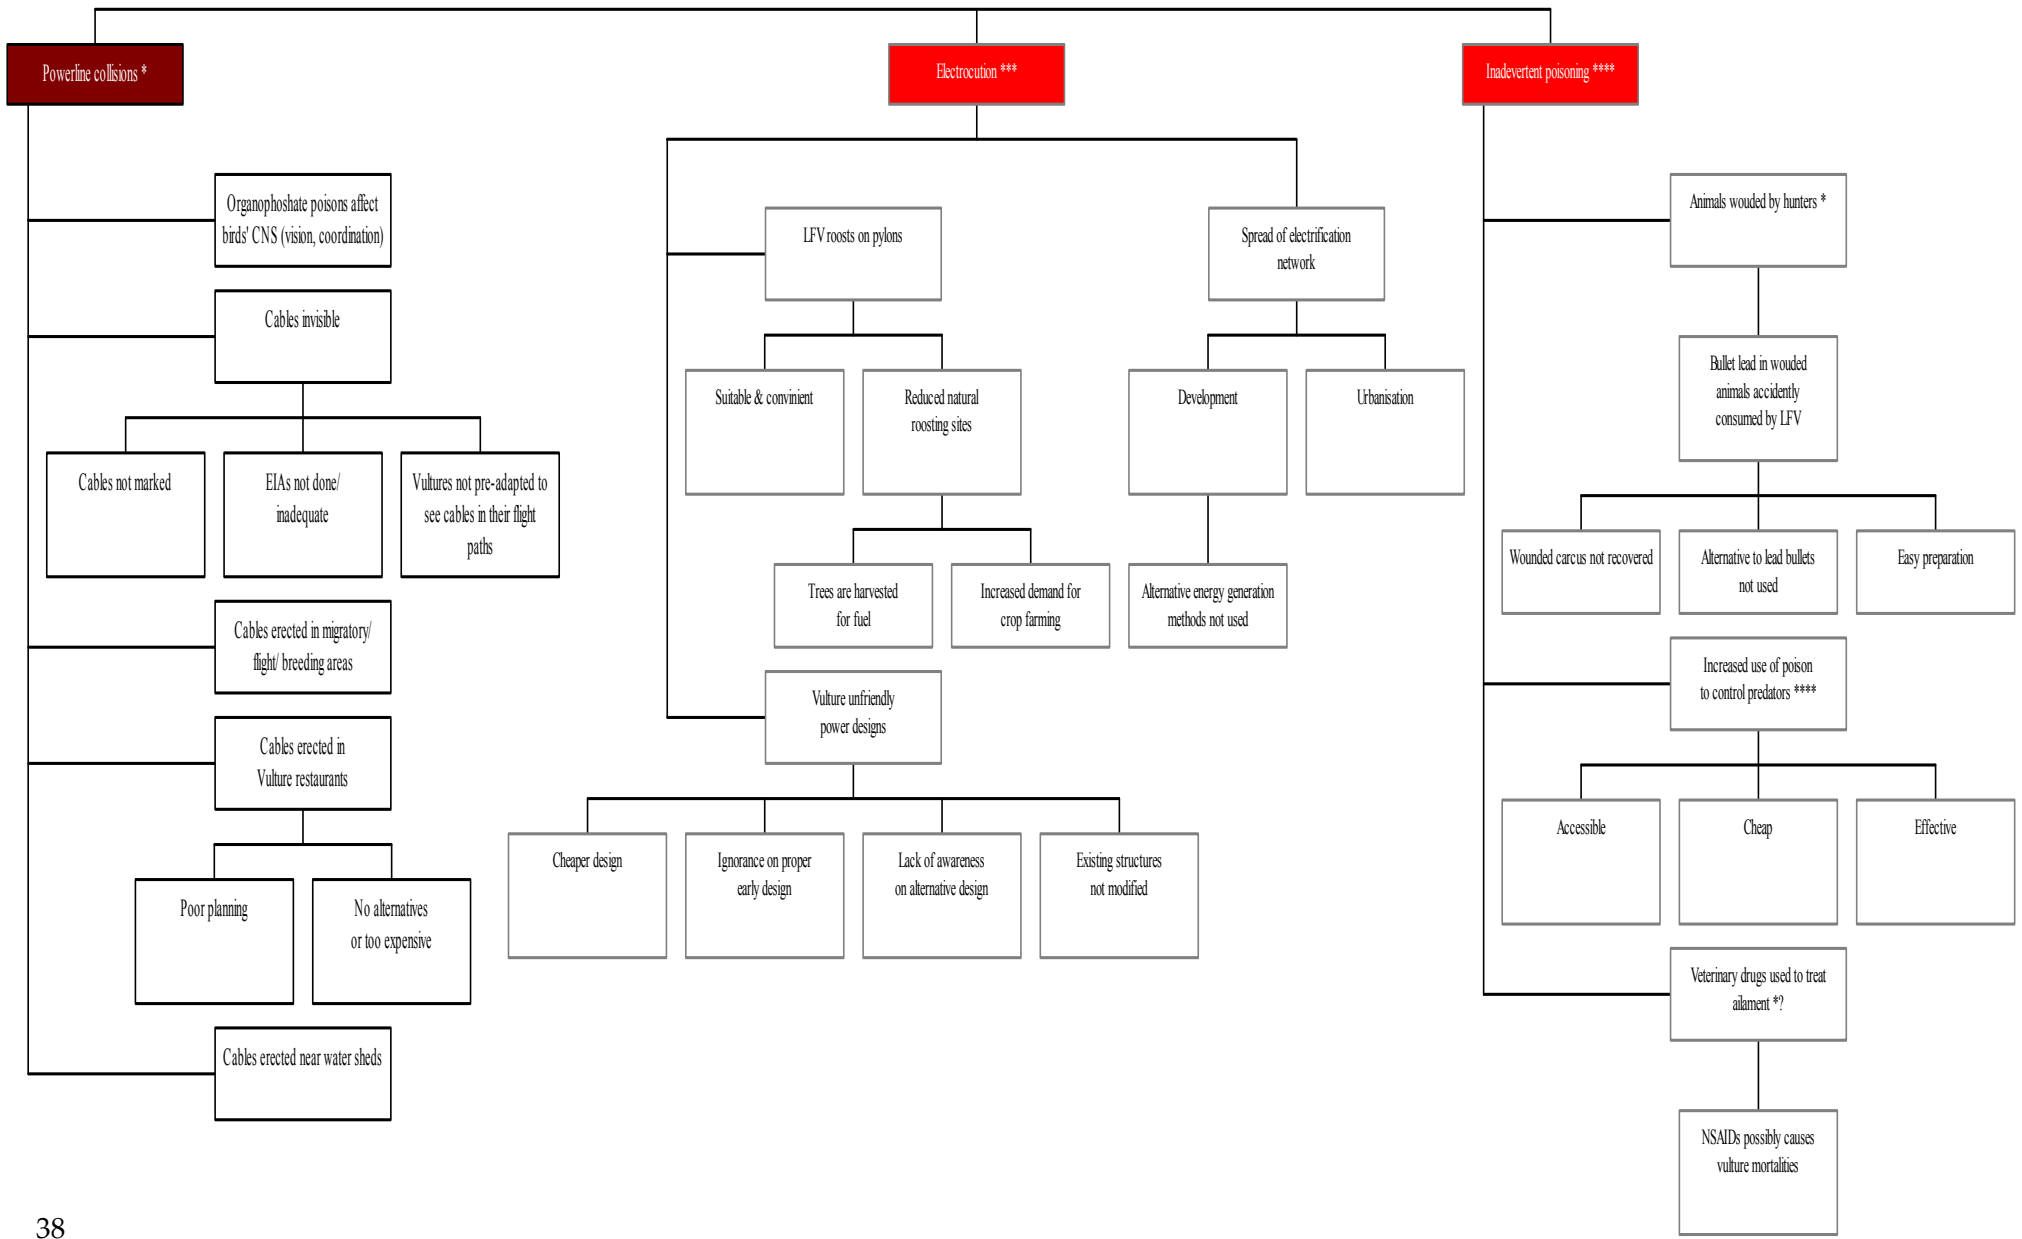 Powerline collisions *
Electrocution ***
Inadevertent poisoning ****
Organophoshate poisons affect
birds' CNS (vision, coordination)
Cables invisible
Cables not marked
EIAs not done/
inadequate
Vultures not pre-adapted to
see cables in their flight
paths
Cables erected in migratory/
flight/ breeding areas
Cables erected in
Vulture restaurants
Poor planning
No alternatives
or too expensive
Cables erected near water sheds
LFV roosts on pylons
Suitable & convinient
Reduced natural
roosting sites
Trees are harvested
for fuel
Increased demand for
crop farming
Vulture unfriendly
power designs
Cheaper design
Ignorance on proper
early design
Lack of awareness
on alternative design
Existing structures
not modified
Spread of electrification
network
Development
Urbanisation
Alternative energy generation
methods not used
Animals wouded by hunters *
Bullet lead in wouded
animals accidently
consumed by LFV
Wounded carcus not recovered
Alternative to lead bullets
not used
Easy preparation
Increased use of poison
to control predators ****
Accessible
Cheap
Effective
Veterinary drugs used to treat
ailament *?
NSAIDs possibly causes
vulture mortalities
38